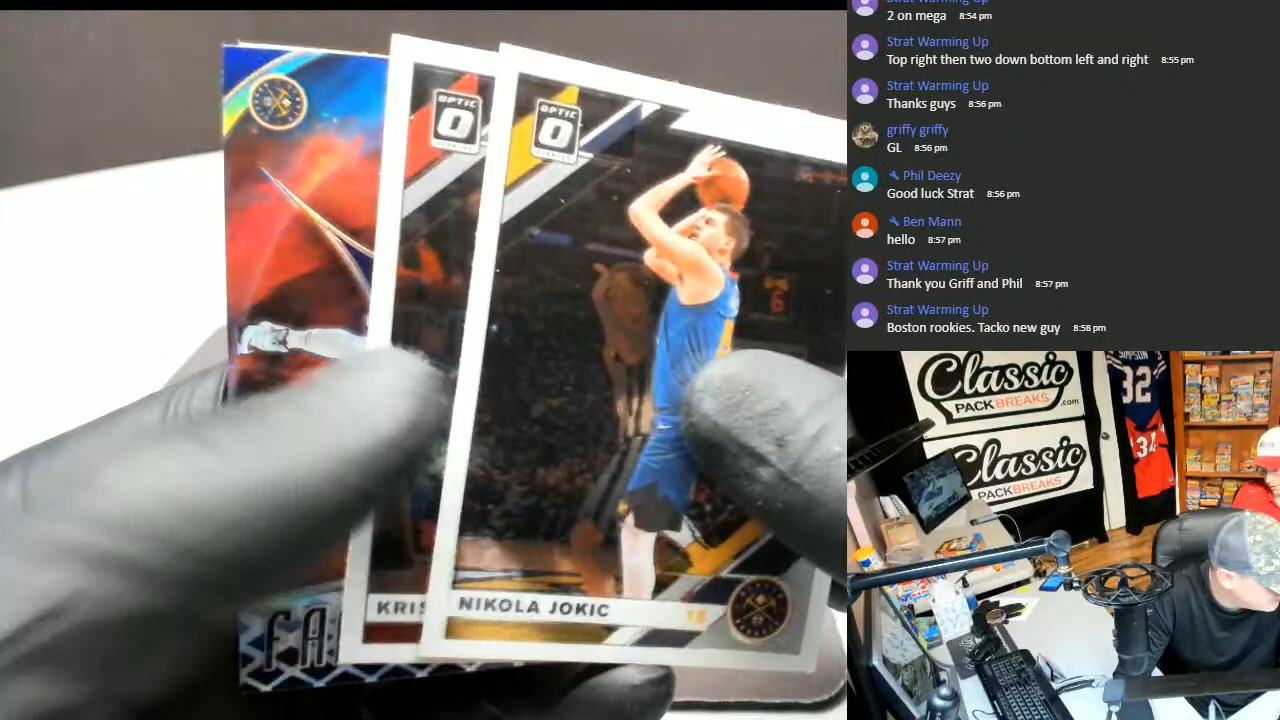 OPTIC
OPTIC
KRIS
NIKOLA JOKIC
FA
Strat Warming Up
2 on mega 8:54 pm
Strat Warming Up
Top right then two down bottom left and right 8:55 pm
Strat Warming Up
Thanks guys 8:56 pm
griffy griffy
GL 8:56 pm
Phil Deezy
Good luck Strat 8:56 pm
Ben Mann
hello 8:57 pm
Strat Warming Up
Thank you Griff and Phil 8:57 pm
Strat Warming Up
Boston rookies. Tacko new guy 8:58 pm
Classic
PACKBREAKS.com
Classic
PACKBREAKS
SIMPSON
32
34